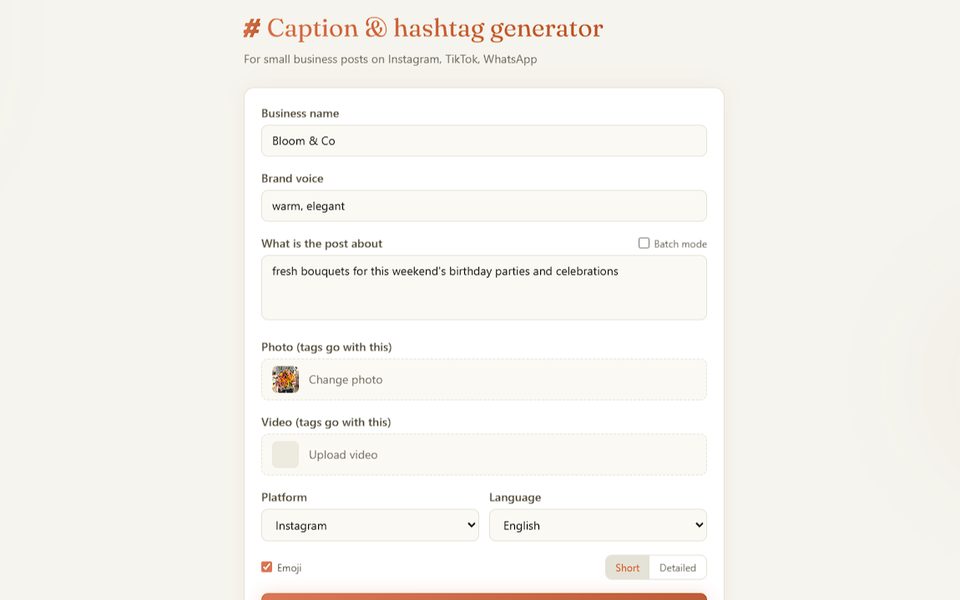 # Caption & hashtag generator
For small business posts on Instagram, TikTok, WhatsApp
Business name
Bloom & Co
Brand voice
warm, elegant
What is the post about
Batch mode
fresh bouquets for this weekend's birthday parties and celebrations
Photo (tags go with this)
Change photo
Video (tags go with this)
Upload video
Platform
Language
Instagram
English
Emoji
Short
Detailed